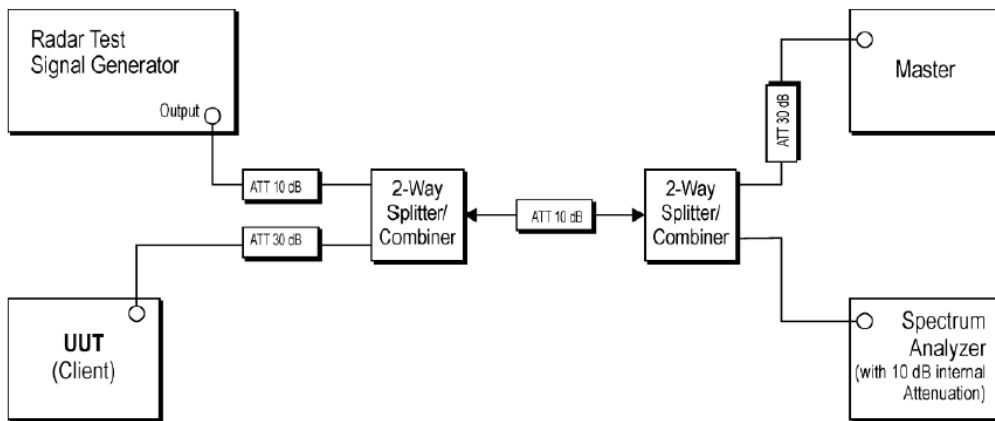 Radar Test
Signal Generator
Output
ATT 10 dB
ATT 30 dB
UUT
(Client)
2-Way
Splitter/
Combiner
ATT 10 dB
2-Way
Splitter/
Combiner
ATT 30 dB
Master
Spectrum
Analyzer
(with 10 dB internal
Attenuation)